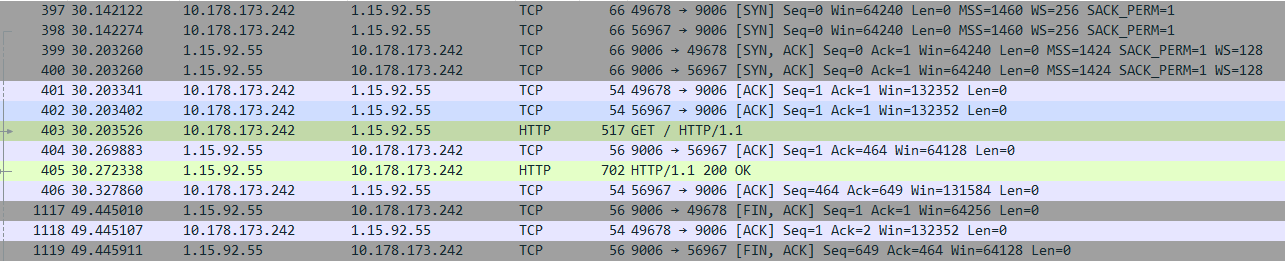 397 30.142122 10.178.173.242 1.15.92.55 TCP 66 49678 → 9006 [SYN] Seq=0 Win=64240 Len=0 MSS=1460 WS=256 SACK_PERM=1
398 30.142274 10.178.173.242 1.15.92.55 TCP 66 56967 → 9006 [SYN] Seq=0 Win=64240 Len=0 MSS=1460 WS=256 SACK_PERM=1
399 30.203260 1.15.92.55 10.178.173.242 TCP 66 9006 → 49678 [SYN, ACK] Seq=0 Ack=1 Win=64240 Len=0 MSS=1424 SACK_PERM=1 WS=128
400 30.203260 1.15.92.55 10.178.173.242 TCP 66 9006 → 56967 [SYN, ACK] Seq=0 Ack=1 Win=64240 Len=0 MSS=1424 SACK_PERM=1 WS=128
401 30.203341 10.178.173.242 1.15.92.55 TCP 54 49678 → 9006 [ACK] Seq=1 Ack=1 Win=132352 Len=0
402 30.203402 10.178.173.242 1.15.92.55 TCP 54 56967 → 9006 [ACK] Seq=1 Ack=1 Win=132352 Len=0
403 30.203526 10.178.173.242 1.15.92.55 HTTP 517 GET / HTTP/1.1
404 30.269883 1.15.92.55 10.178.173.242 TCP 56 9006 → 56967 [ACK] Seq=1 Ack=464 Win=64128 Len=0
405 30.272338 1.15.92.55 10.178.173.242 HTTP 702 HTTP/1.1 200 OK
406 30.327860 10.178.173.242 1.15.92.55 TCP 54 56967 → 9006 [ACK] Seq=464 Ack=649 Win=131584 Len=0
1117 49.445010 1.15.92.55 10.178.173.242 TCP 56 9006 → 49678 [FIN, ACK] Seq=1 Ack=1 Win=64256 Len=0
1118 49.445107 10.178.173.242 1.15.92.55 TCP 54 49678 → 9006 [ACK] Seq=1 Ack=2 Win=132352 Len=0
1119 49.445911 1.15.92.55 10.178.173.242 TCP 56 9006 → 56967 [FIN, ACK] Seq=649 Ack=464 Win=64128 Len=0